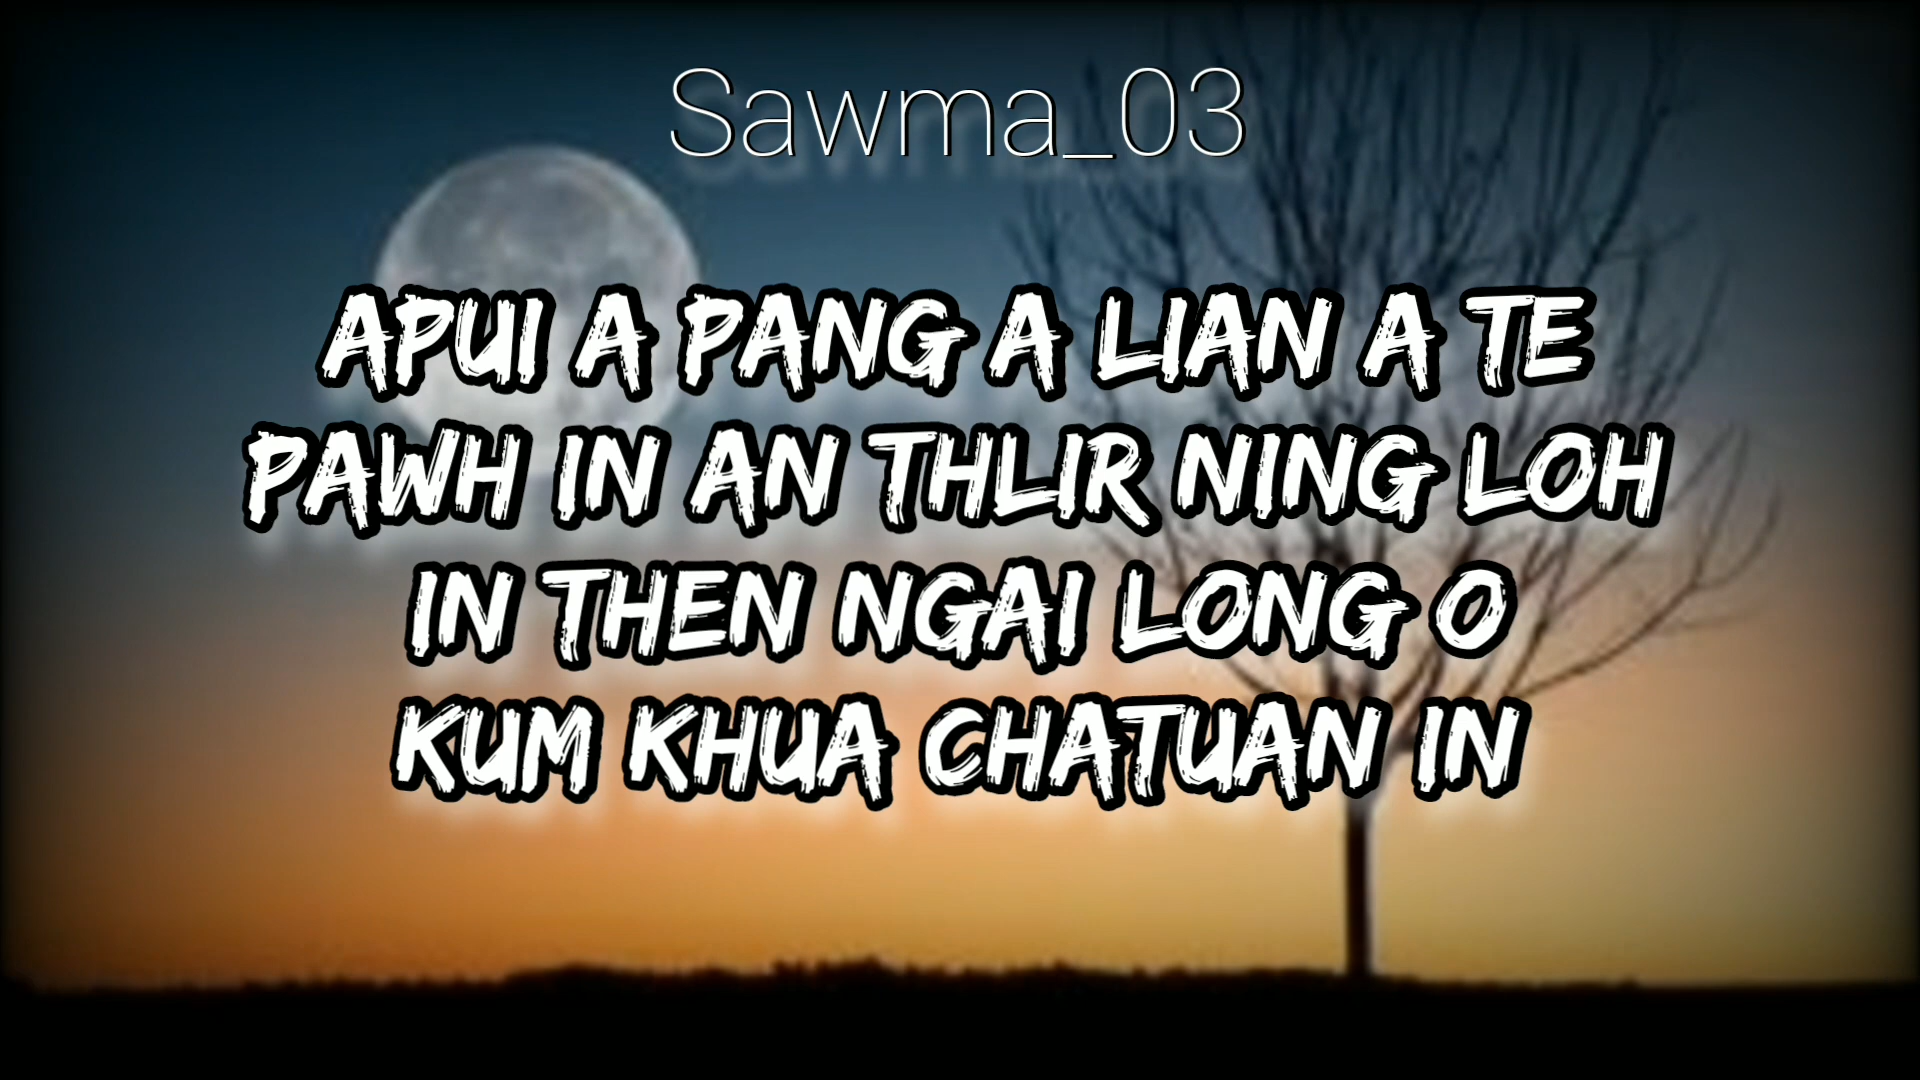 Sawma_03
APUI A PANG A LIAN A TE
PAWH IN AN THLIR NING LOH
IN THEN NGAI LONG O
KUM KHUA CHATUAN IN